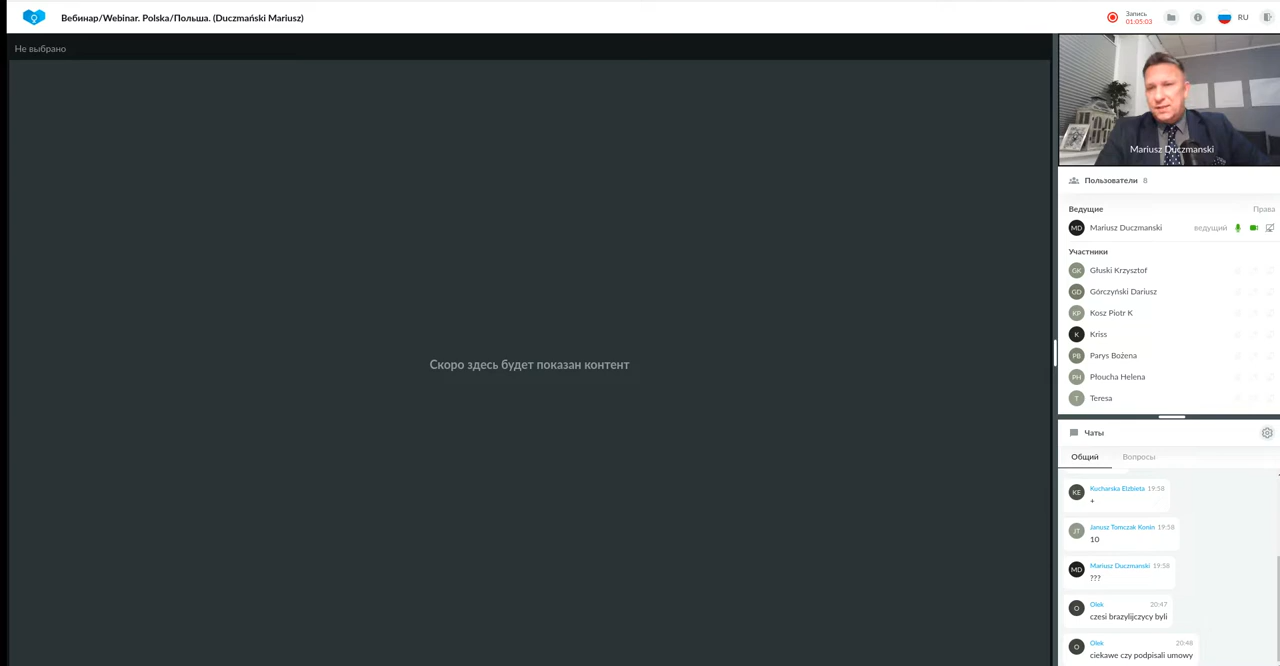 Вебинар/Webinar. Polska/Польша. (Duczmański Mariusz)
Запись
01:05:03
RU
Не выбрано
Скоро здесь будет показан контент
Mariusz Duczmanski
Пользователи 8
Ведущие Права
MD Mariusz Duczmanski ведущий
Участники
GK Głuski Krzysztof
GD Górczyński Dariusz
KP Kosz Piotr K
K Kriss
PB Parys Bożena
PH Płoucha Helena
T Teresa
Чаты
Общий Вопросы
KE Kucharska Elzbieta 19:58
+
JT Janusz Tomczak Konin 19:58
10
MD Mariusz Duczmanski 19:58
???
O Olek 20:47
czesi brazylijczycy byli
O Olek 20:48
ciekawe czy podpisali umowy